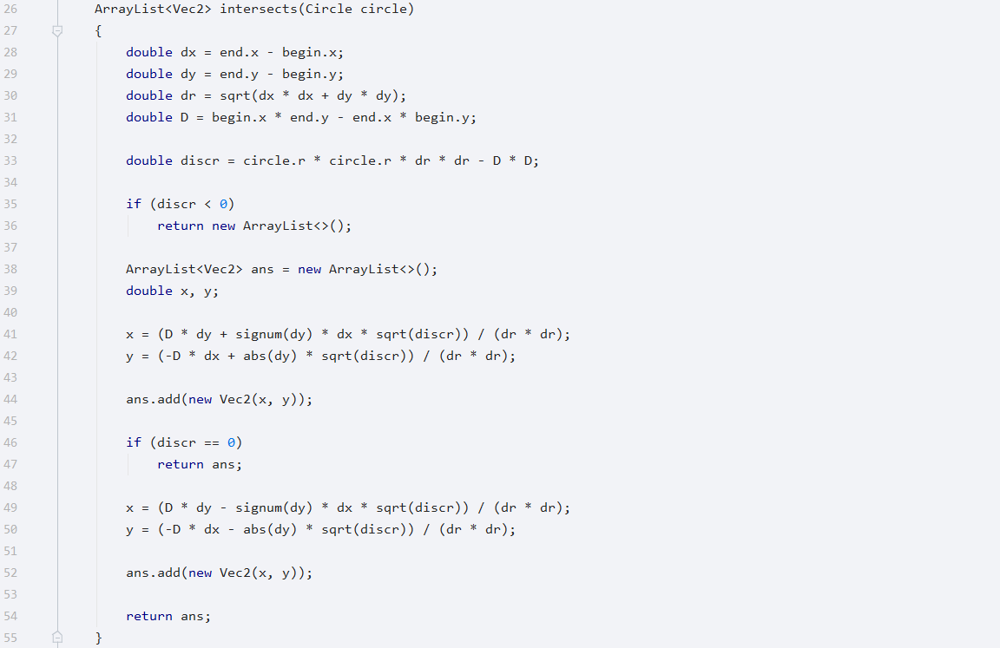 26 ArrayList<Vec2> intersects(Circle circle)
27 {
28 double dx = end.x - begin.x;
29 double dy = end.y - begin.y;
30 double dr = sqrt(dx * dx + dy * dy);
31 double D = begin.x * end.y - end.x * begin.y;
32
33 double discr = circle.r * circle.r * dr * dr - D * D;
34
35 if (discr < 0)
36 return new ArrayList<>();
37
38 ArrayList<Vec2> ans = new ArrayList<>();
39 double x, y;
40
41 x = (D * dy + signum(dy) * dx * sqrt(discr)) / (dr * dr);
42 y = (-D * dx + abs(dy) * sqrt(discr)) / (dr * dr);
43
44 ans.add(new Vec2(x, y));
45
46 if (discr == 0)
47 return ans;
48
49 x = (D * dy - signum(dy) * dx * sqrt(discr)) / (dr * dr);
50 y = (-D * dx - abs(dy) * sqrt(discr)) / (dr * dr);
51
52 ans.add(new Vec2(x, y));
53
54 return ans;
55 }